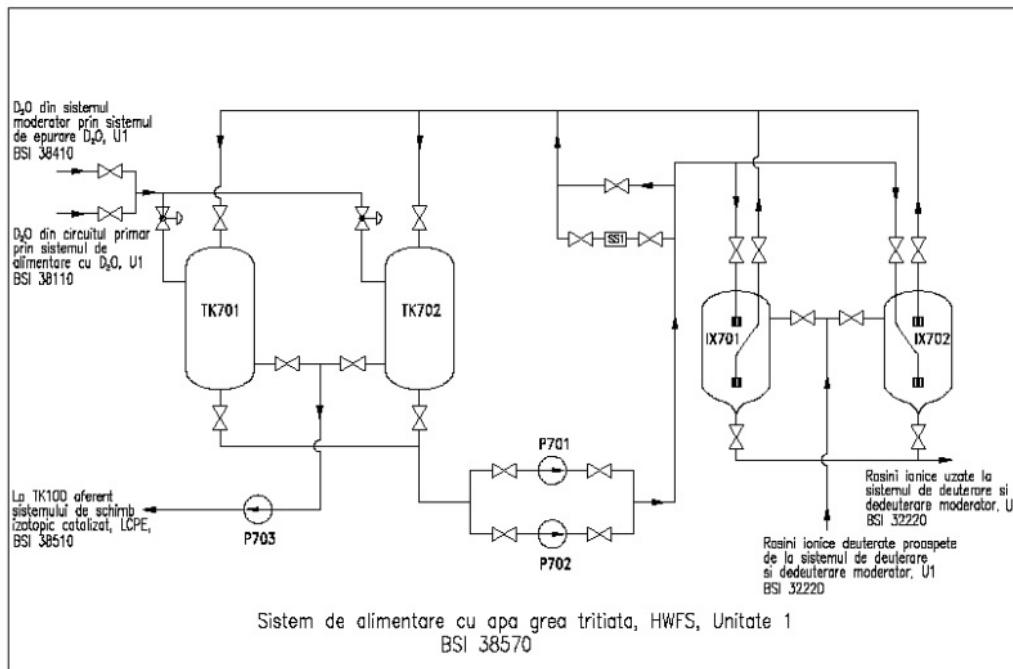 D₂O din sistemul
moderator prin sistemul
de epurare D₂O, U1
BSI 38410
D₂O din circuitul primar
prin sistemul de
alimentare cu D₂O, U1
BSI 38110
TK701
TK702
SS1
IX701
IX702
P701
P702
P703
La TK100 aferent
sistemului de schimb
izotopic catalizat, LCPE,
BSI 38510
Rasini ionice uzate la
sistemul de deuterare si
dedeuterare moderator, U
BSI 32220
Rasini ionice deuterate proaspete
de la sistemul de deuterare
si dedeuterare moderator, U1
BSI 32220
Sistem de alimentare cu apa grea tritiata, HWFS, Unitate 1
BSI 38570